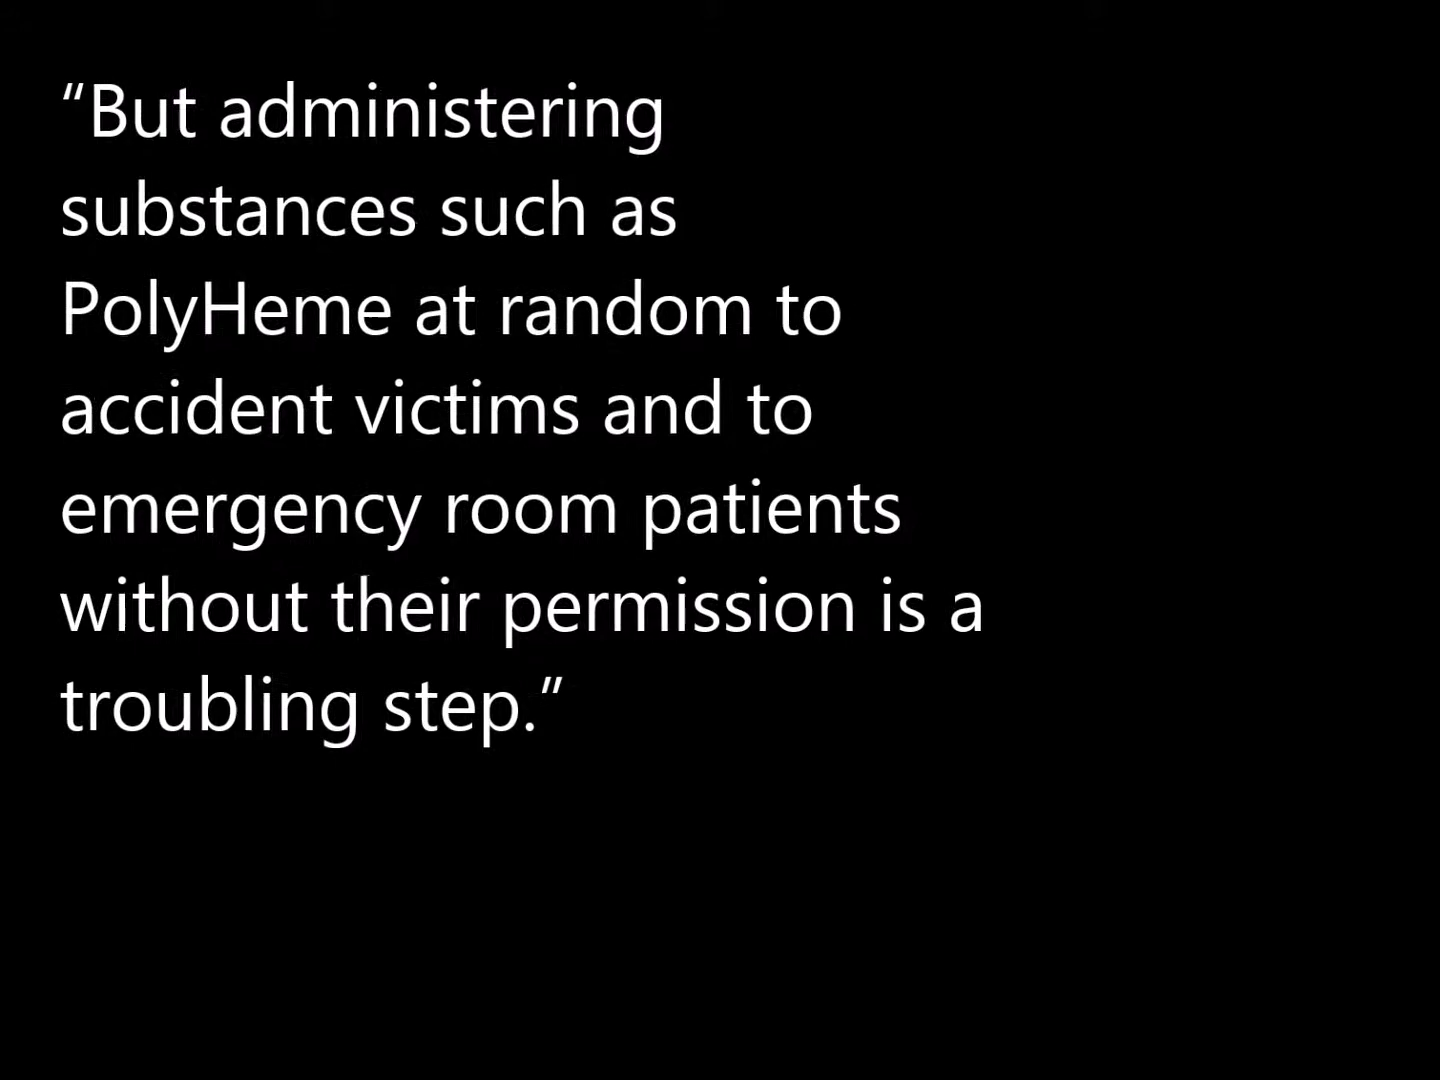 “But administering
substances such as
PolyHeme at random to
accident victims and to
emergency room patients
without their permission is a
troubling step.”